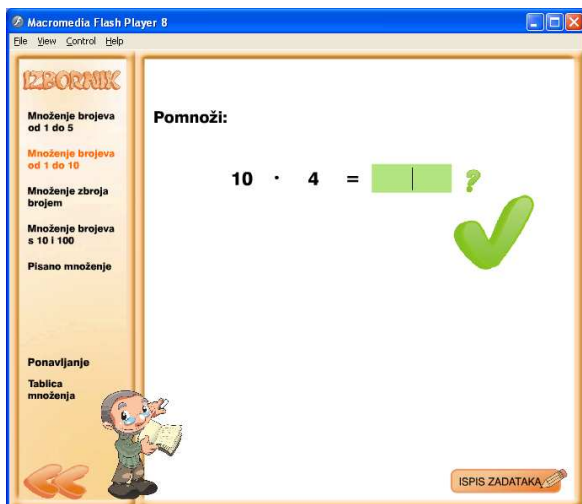 Macromedia Flash Player 8
File View Control Help
IZBORNIK
Množenje brojeva
od 1 do 5
Množenje brojeva
od 1 do 10
Množenje zbroja
brojem
Množenje brojeva
s 10 i 100
Pisano množenje
Ponavljanje
Tablica
množenja
Pomnoži:
10 · 4 = ?
ISPIS ZADATAKA